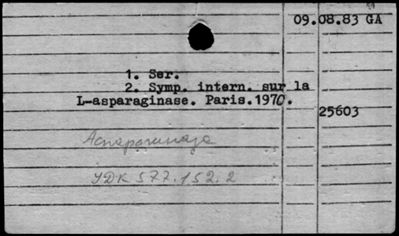 09.08.83 GA
1. Ser.
2. Symp. intern. sur la
L-asparaginase. Paris.1970.
25603
Аспарагиназа
УДК 577.152.2